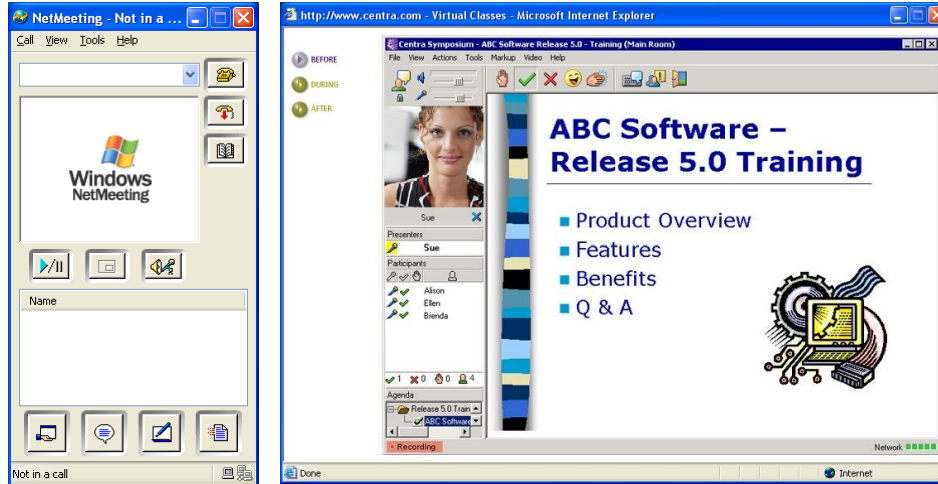 NetMeeting - Not in a ...
Call View Tools Help
Windows
NetMeeting
Name
Not in a call
http://www.centra.com - Virtual Classes - Microsoft Internet Explorer
BEFORE
DURING
AFTER
Centra Symposium - ABC Software Release 5.0 - Training (Main Room)
File View Actions Tools Markup Video Help
Sue
Presenters
Sue
Participants
Alison
Ellen
Brenda
1 0 0 4
Agenda
Release 5.0 Train
ABC Software
Recording
ABC Software –
Release 5.0 Training
Product Overview
Features
Benefits
Q & A
Network
Done
Internet